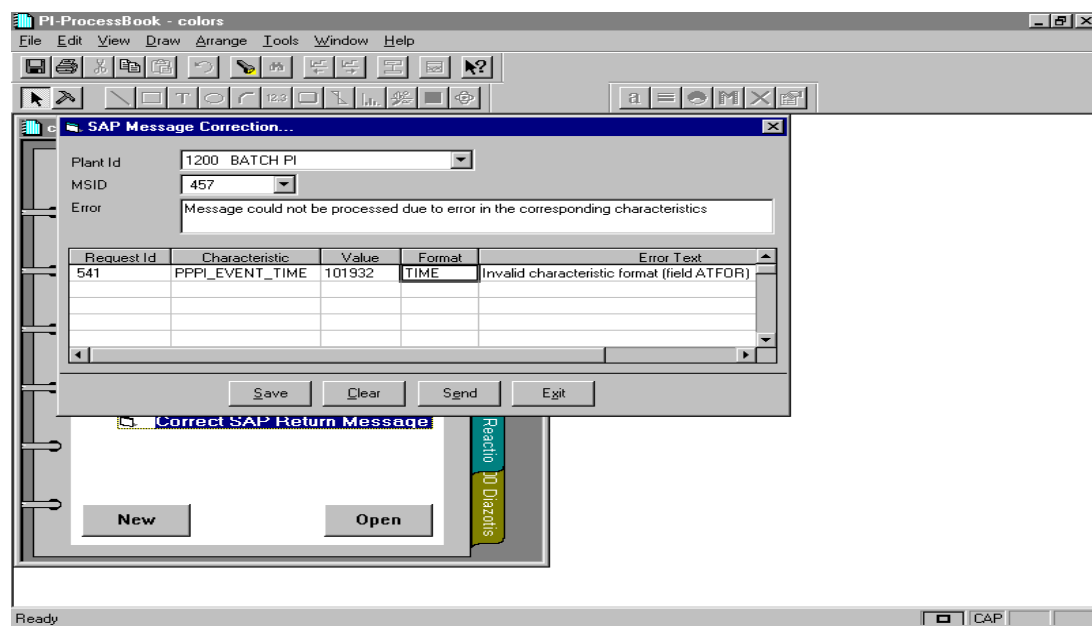 PI-ProcessBook - colors
File Edit View Draw Arrange Tools Window Help
T 123
a M
c SAP Message Correction...
Plant Id 1200 BATCH PI
MSID 457
Error Message could not be processed due to error in the corresponding characteristics
Request Id Characteristic Value Format Error Text
541 PPPI_EVENT_TIME 101932 TIME Invalid characteristic format (field ATFOR)
Save Clear Send Exit
Correct SAP Return Message
Reactio
00 Diazotis
New Open
Ready CAP